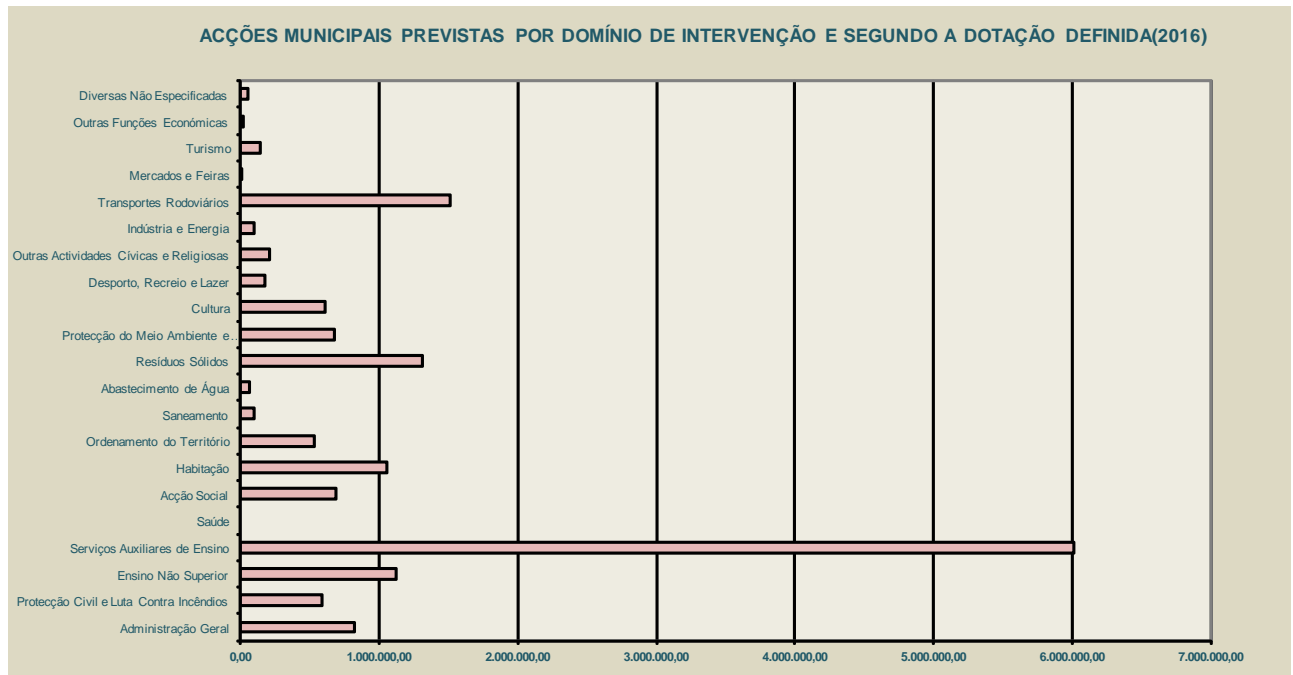 ACÇÕES MUNICIPAIS PREVISTAS POR DOMÍNIO DE INTERVENÇÃO E SEGUNDO A DOTAÇÃO DEFINIDA(2016)
Diversas Não Especificadas
Outras Funções Económicas
Turismo
Mercados e Feiras
Transportes Rodoviários
Indústria e Energia
Outras Actividades Cívicas e Religiosas
Desporto, Recreio e Lazer
Cultura
Protecção do Meio Ambiente e..
Resíduos Sólidos
Abastecimento de Água
Saneamento
Ordenamento do Território
Habitação
Acção Social
Saúde
Serviços Auxiliares de Ensino
Ensino Não Superior
Protecção Civil e Luta Contra Incêndios
Administração Geral
0,00 1.000.000,00 2.000.000,00 3.000.000,00 4.000.000,00 5.000.000,00 6.000.000,00 7.000.000,00